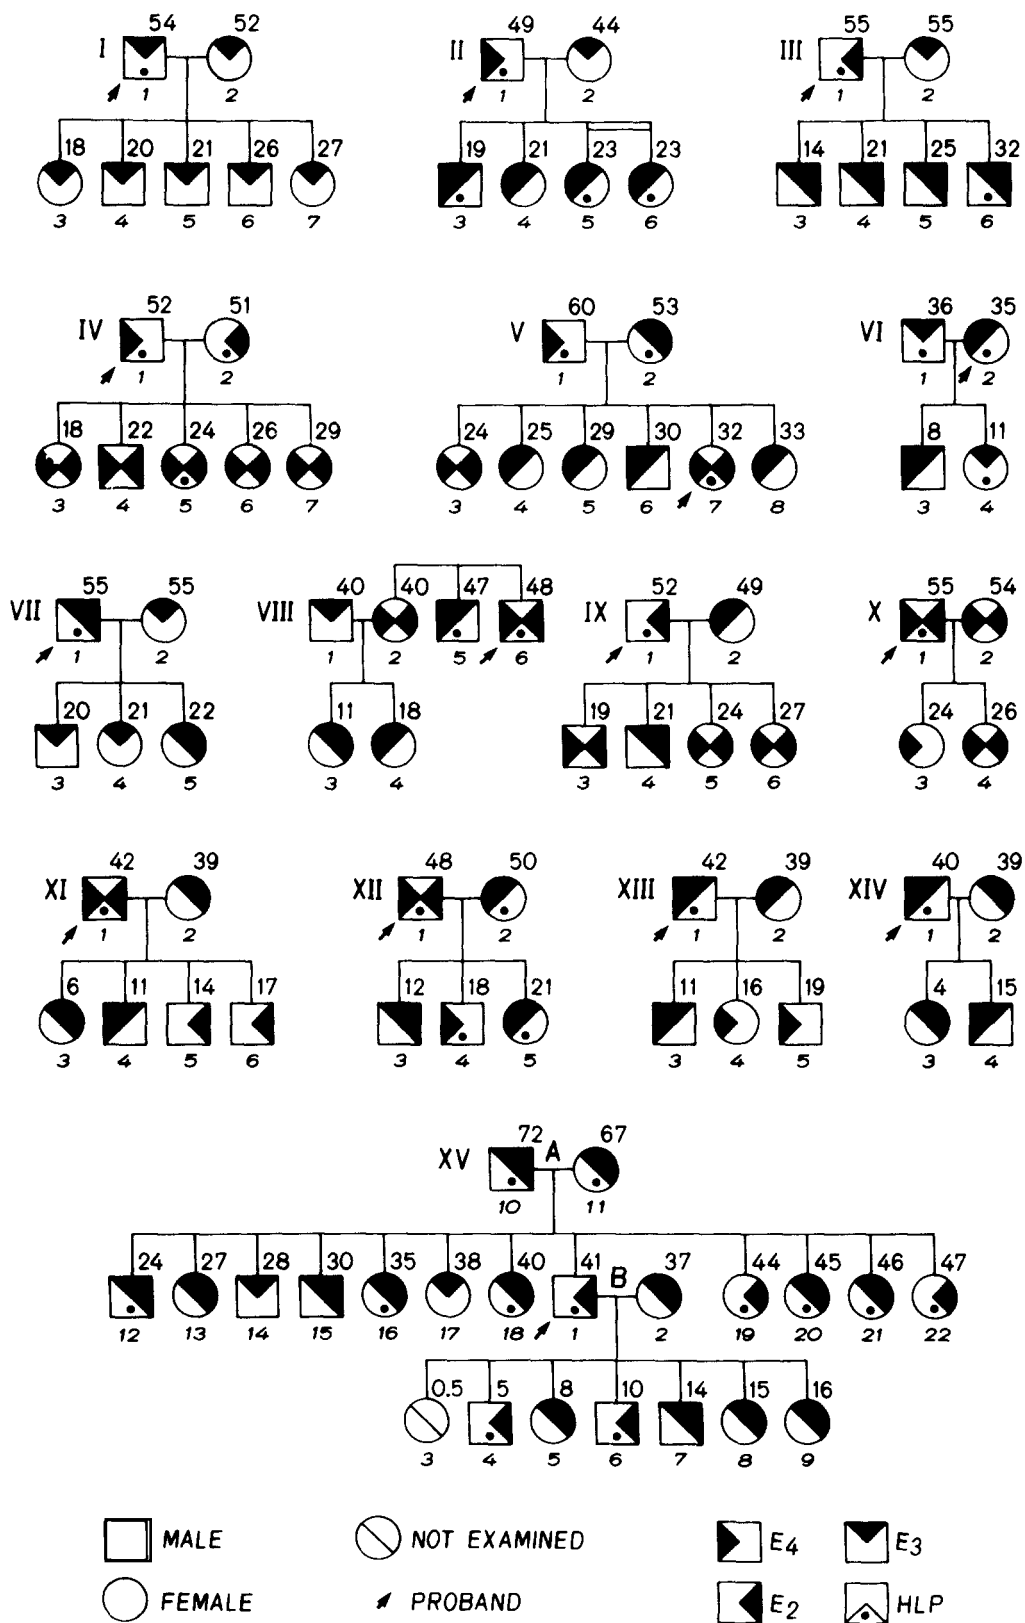 54 52 49 44 55 55
I II III
1 2 1 2 1 2
18 20 21 26 27 19 21 23 23 14 21 25 32
3 4 5 6 7 3 4 5 6 3 4 5 6
52 51 60 53 36 35
IV V VI
1 2 1 2 1 2
18 22 24 26 29 24 25 29 30 32 33 8 11
3 4 5 6 7 3 4 5 6 7 8 3 4
55 55 40 40 47 48 52 49 55 54
VII VIII IX X
1 2 1 2 5 6 1 2 1 2
20 21 22 11 18 19 21 24 27 24 26
3 4 5 3 4 3 4 5 6 3 4
42 39 48 50 42 39 40 39
XI XII XIII XIV
1 2 1 2 1 2 1 2
6 11 14 17 12 18 21 11 16 19 4 15
3 4 5 6 3 4 5 3 4 5 3 4
72 A 67
XV
10 11
24 27 28 30 35 38 40 41 B 37 44 45 46 47
12 13 14 15 16 17 18 1 2 19 20 21 22
0.5 5 8 10 14 15 16
3 4 5 6 7 8 9
MALE NOT EXAMINED E4 E3
FEMALE PROBAND E2 HLP